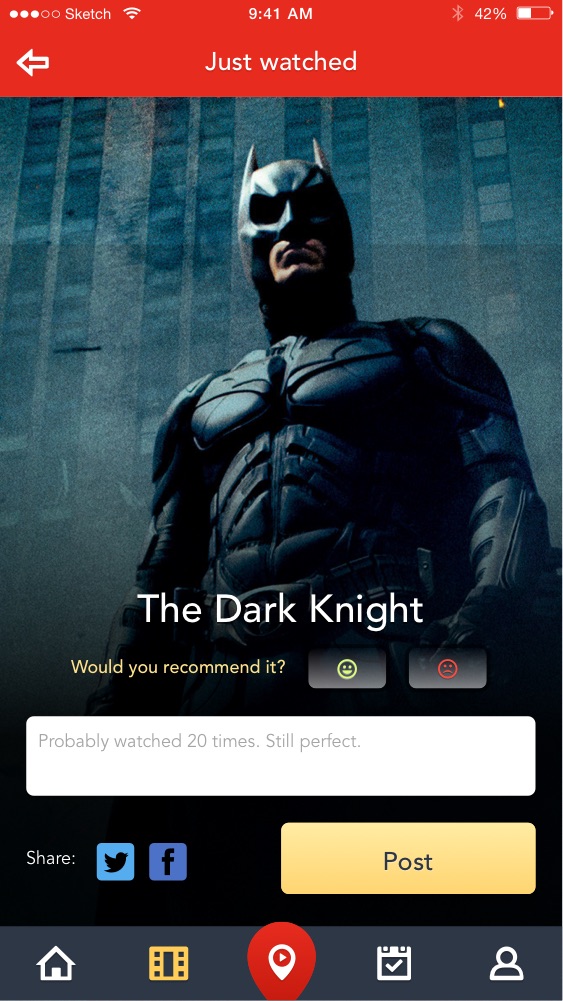 Sketch 9:41 AM 42%
Just watched
The Dark Knight
Would you recommend it?
Probably watched 20 times. Still perfect.
Share:
Post